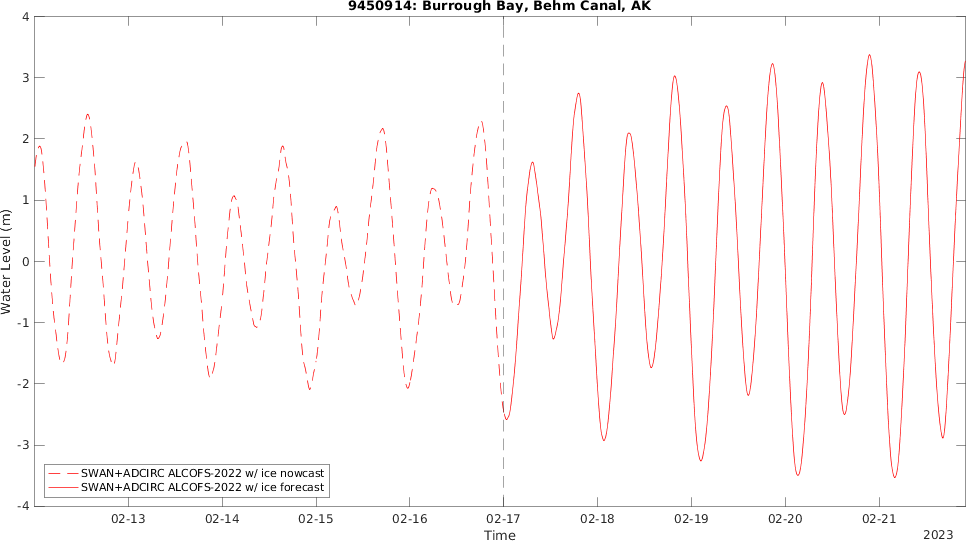 9450914: Burrough Bay, Behm Canal, AK
4
3
2
1
0
-1
-2
-3
-4
Water Level (m)
SWAN+ADCIRC ALCOFS-2022 w/ ice nowcast
SWAN+ADCIRC ALCOFS-2022 w/ ice forecast
02-13 02-14 02-15 02-16 02-17 02-18 02-19 02-20 02-21
Time
2023